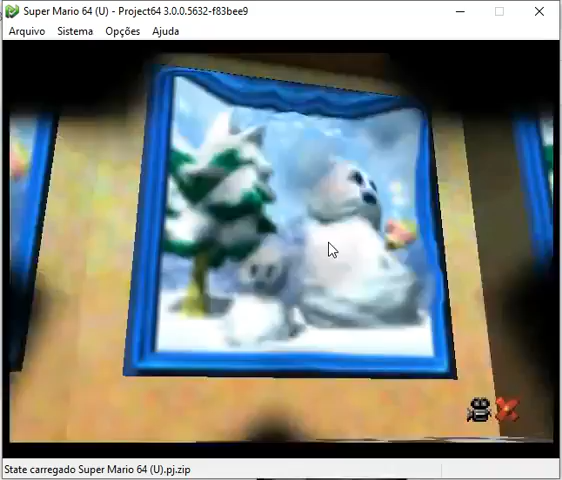 Super Mario 64 (U) - Project64 3.0.0.5632-f83bee9
Arquivo Sistema Opções Ajuda
State carregado Super Mario 64 (U).pj.zip